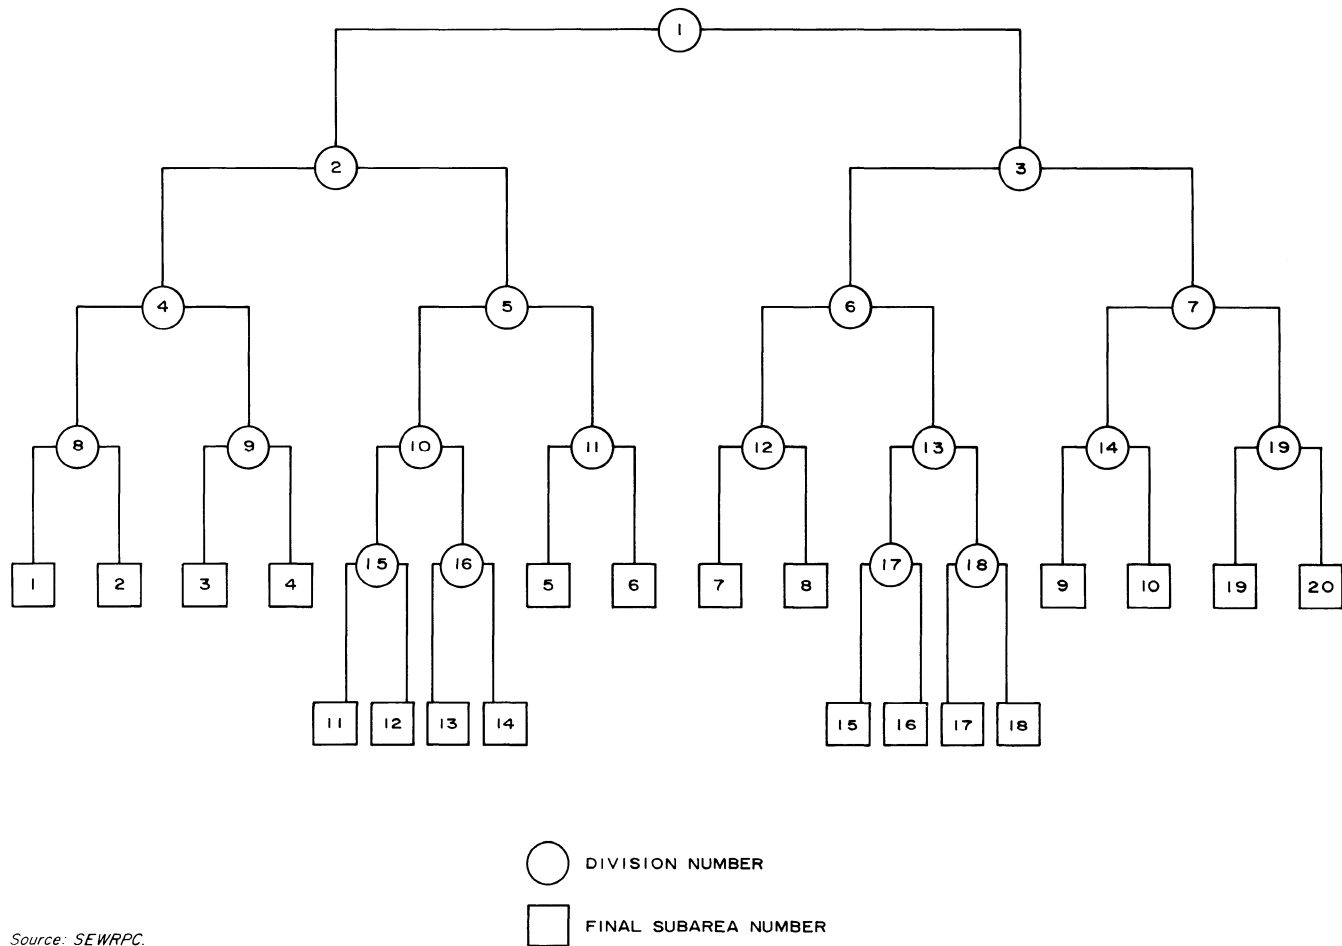 1
2 3
4 5 6 7
8 9 10 11 12 13 14 19
15 16 17 18
1 2 3 4 5 6 7 8 9 10 19 20
11 12 13 14 15 16 17 18
DIVISION NUMBER
FINAL SUBAREA NUMBER
Source: SEWRPC.